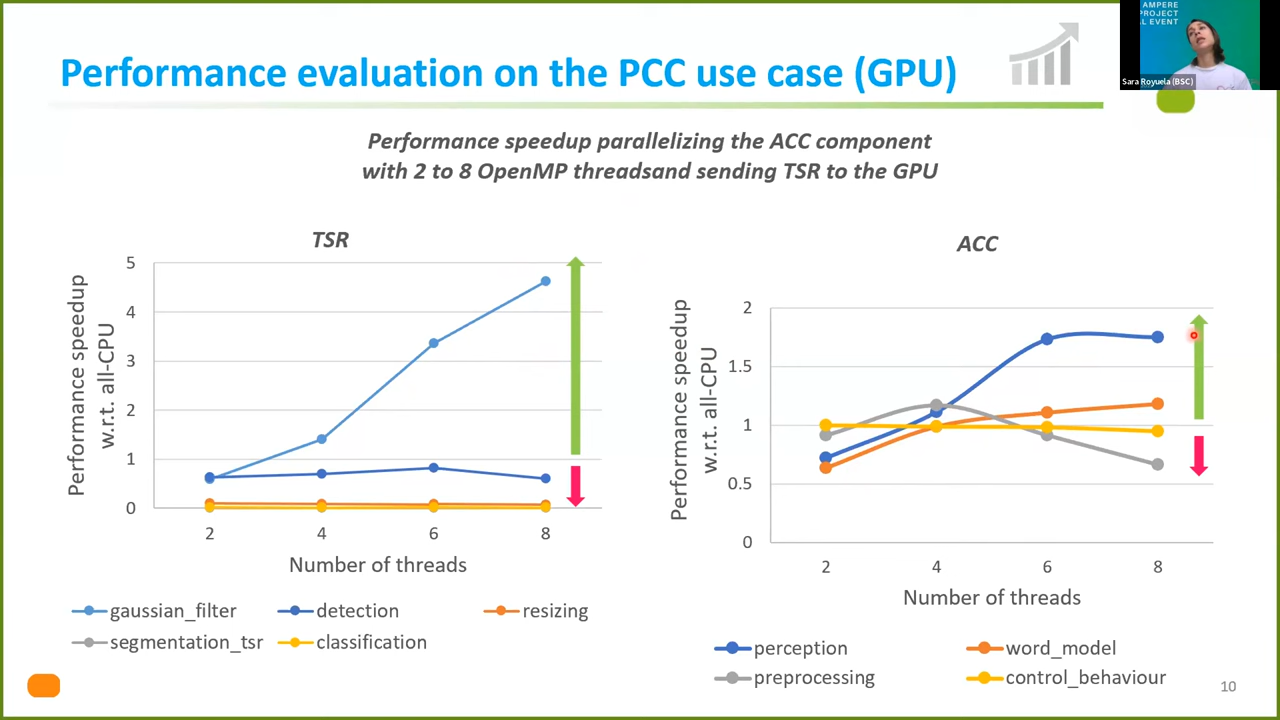 AMPERE
PROJECT
L EVENT
Sara Royuela (BSC)
Performance evaluation on the PCC use case (GPU)
Performance speedup parallelizing the ACC component
with 2 to 8 OpenMP threadsand sending TSR to the GPU
TSR
Performance speedup
w.r.t. all-CPU
5
4
3
2
1
0
2 4 6 8
Number of threads
gaussian_filter detection resizing
segmentation_tsr classification
ACC
Performance speedup
w.r.t. all-CPU
2
1.5
1
0.5
0
2 4 6 8
Number of threads
perception word_model
preprocessing control_behaviour
10